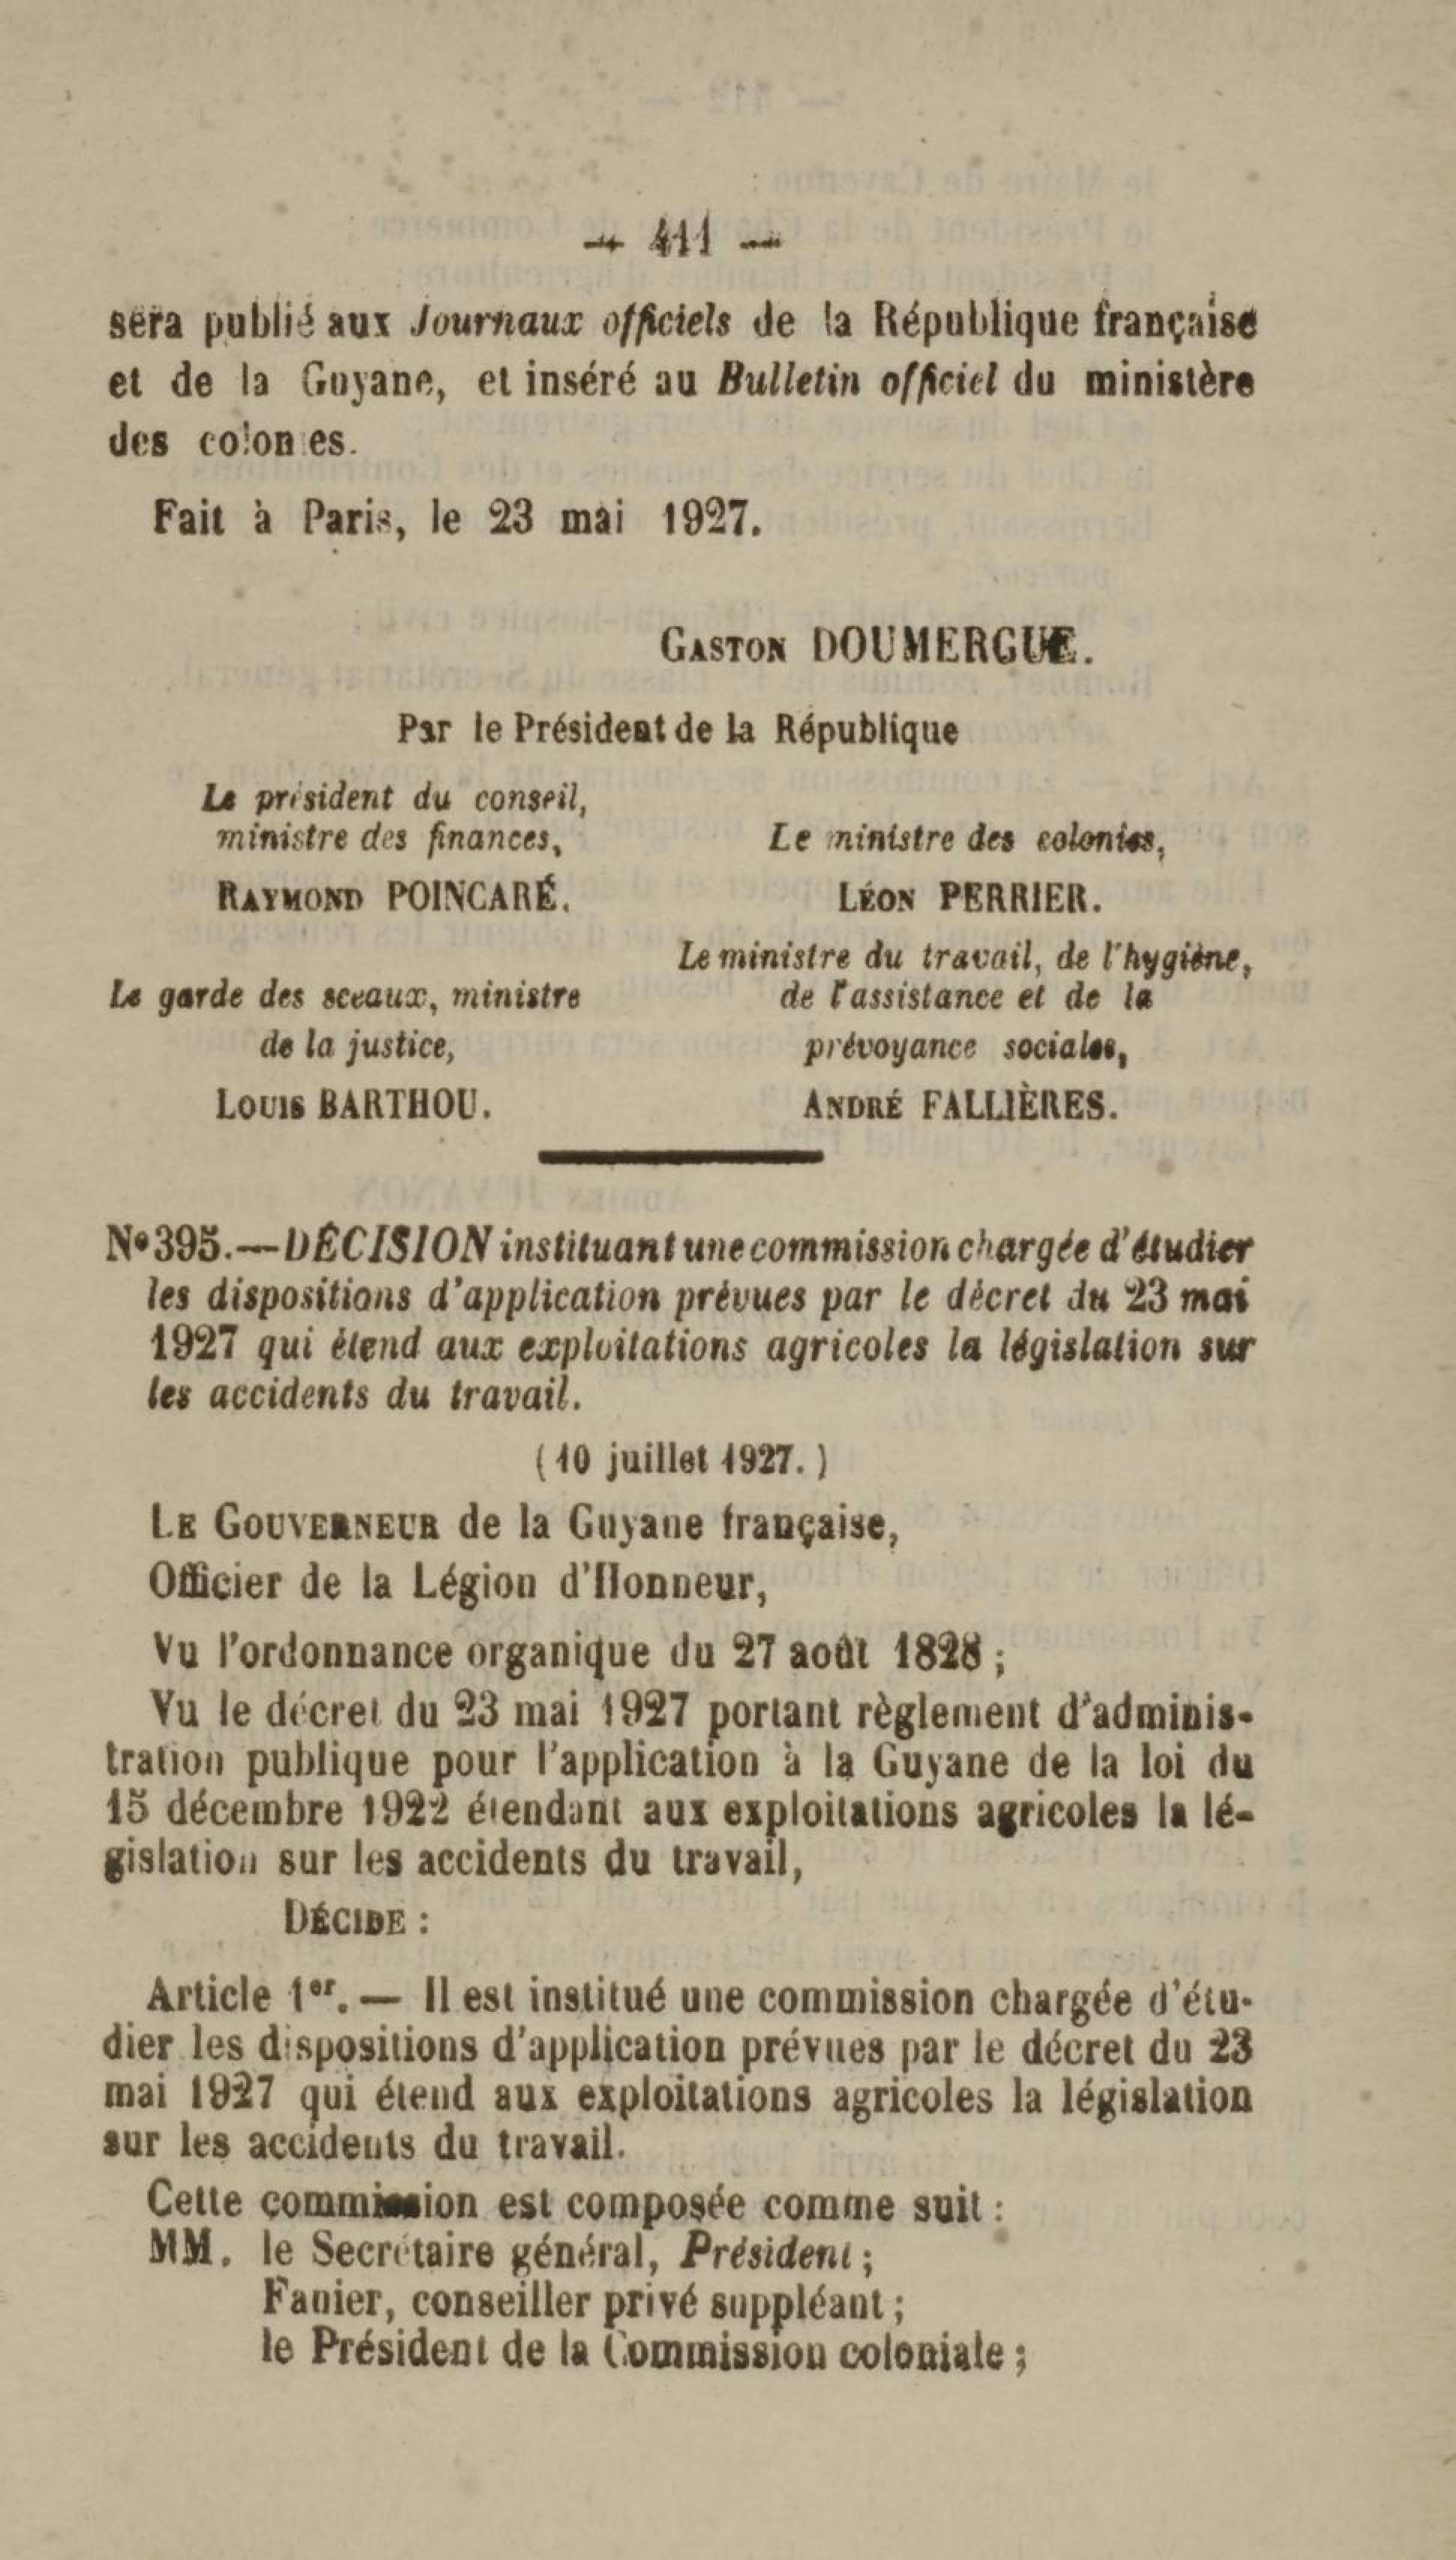 — 411 —
sera publié aux Journaux officiels de la République française
et de la Guyane, et inséré au Bulletin officiel du ministère
des colonies.
Fait à Paris, le 23 mai 1927.
Gaston DOUMERGUE.
Par le Président de la République
Le président du conseil,
ministre des finances,
Raymond POINCARÉ.
Le ministre des colonies,
Léon PERRIER.
Le garde des sceaux, ministre
de la justice,
Louis BARTHOU.
Le ministre du travail, de l'hygiène,
de l'assistance et de la
prévoyance sociales,
André FALLIÈRES.
N° 395. — DÉCISION instituant une commission chargée d'étudier
les dispositions d'application prévues par le décret du 23 mai
1927 qui étend aux exploitations agricoles la législation sur
les accidents du travail.
(10 juillet 1927.)
Le Gouverneur de la Guyane française,
Officier de la Légion d'Honneur,
Vu l'ordonnance organique du 27 août 1828 ;
Vu le décret du 23 mai 1927 portant règlement d'adminis-
tration publique pour l'application à la Guyane de la loi du
15 décembre 1922 étendant aux exploitations agricoles la lé-
gislation sur les accidents du travail,
Décide :
Article 1er. — Il est institué une commission chargée d'étu-
dier les dispositions d'application prévues par le décret du 23
mai 1927 qui étend aux exploitations agricoles la législation
sur les accidents du travail.
Cette commission est composée comme suit :
MM. le Secrétaire général, Président ;
Fanier, conseiller privé suppléant ;
le Président de la Commission coloniale ;